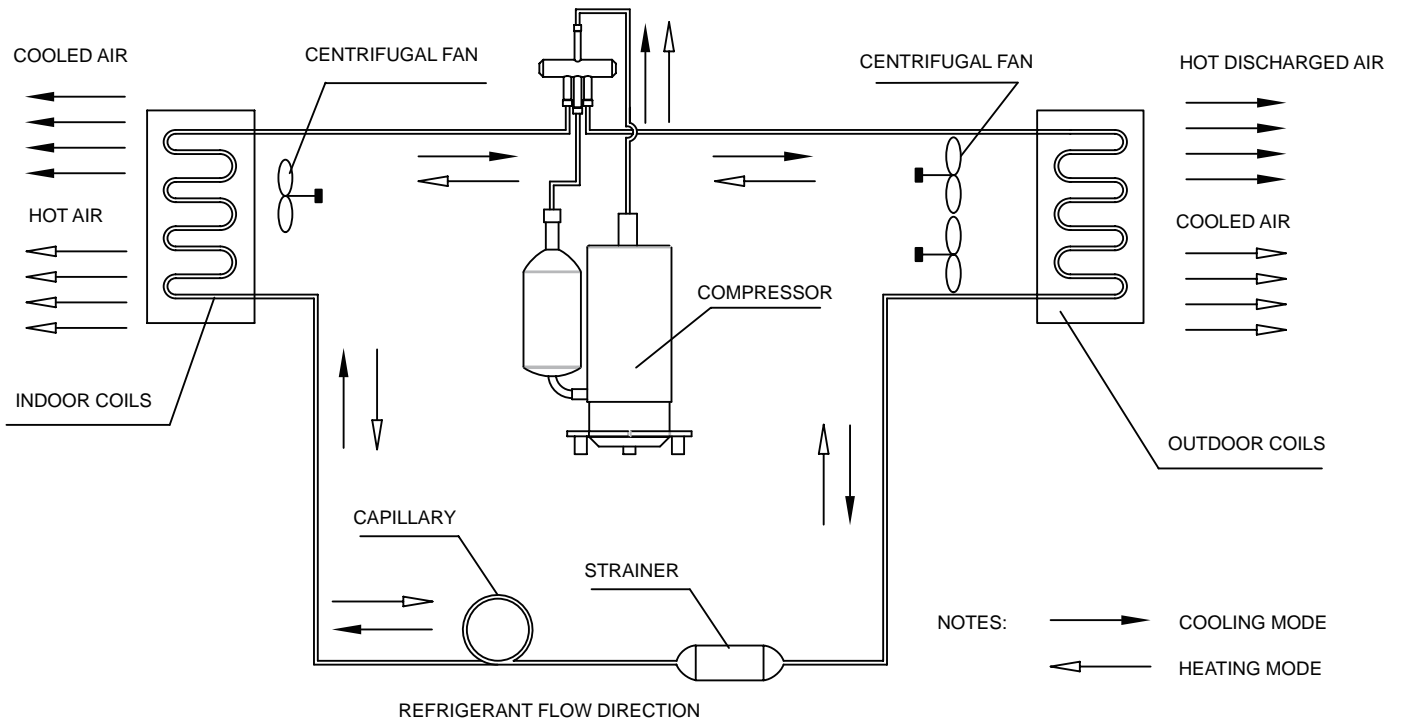 COOLED AIR
CENTRIFUGAL FAN
CENTRIFUGAL FAN
HOT DISCHARGED AIR
HOT AIR
COOLED AIR
COMPRESSOR
INDOOR COILS
OUTDOOR COILS
CAPILLARY
STRAINER
NOTES:
COOLING MODE
HEATING MODE
REFRIGERANT FLOW DIRECTION